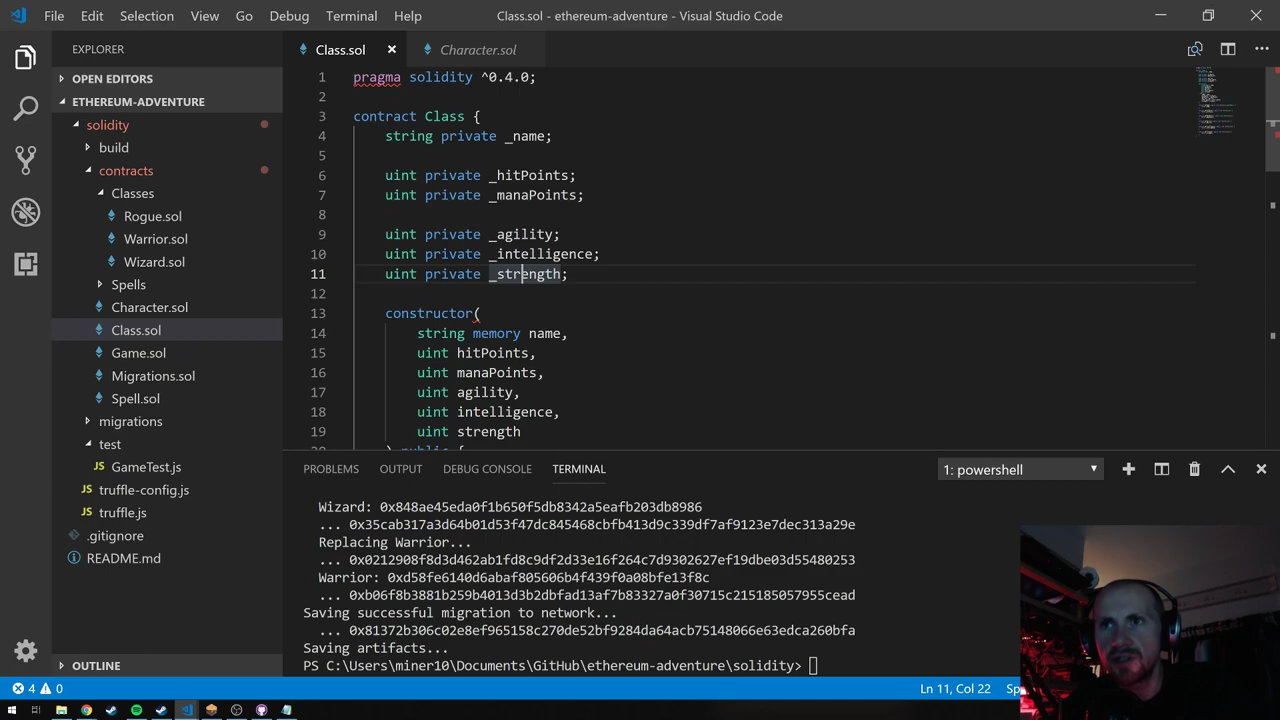 File Edit Selection View Go Debug Terminal Help
Class.sol - ethereum-adventure - Visual Studio Code
EXPLORER
OPEN EDITORS
ETHEREUM-ADVENTURE
solidity
build
contracts
Classes
Rogue.sol
Warrior.sol
Wizard.sol
Spells
Character.sol
Class.sol
Game.sol
Migrations.sol
Spell.sol
migrations
test
GameTest.js
truffle-config.js
truffle.js
.gitignore
README.md
OUTLINE
Class.sol Character.sol
1 pragma solidity ^0.4.0;
2
3 contract Class {
4 string private _name;
5
6 uint private _hitPoints;
7 uint private _manaPoints;
8
9 uint private _agility;
10 uint private _intelligence;
11 uint private _strength;
12
13 constructor(
14 string memory name,
15 uint hitPoints,
16 uint manaPoints,
17 uint agility,
18 uint intelligence,
19 uint strength
20 ) public {
PROBLEMS OUTPUT DEBUG CONSOLE TERMINAL 1: powershell
Wizard: 0x848ae45eda0f1b650f5db8342a5eafb203db8986
... 0x35cab317a3d64b01d53f47dc845468cbfb413d9c339df7af9123e7dec313a29e
Replacing Warrior...
... 0x0212908f8d3d462ab1fd8c9df2d33e16f264c7d9302627ef19dbe03d55480253
Warrior: 0xd58fe6140d6abaf805606b4f439f0a08bfe13f8c
... 0xb06f8b3881b259b4013d3b2dbfad13af7b83327a0f30715c215185057955cead
Saving successful migration to network...
... 0x81372b306c02e8ef965158c270de52bf9284da64acb75148066e63edca260bfa
Saving artifacts...
PS C:\Users\miner10\Documents\GitHub\ethereum-adventure\solidity>
4 0 Ln 11, Col 22